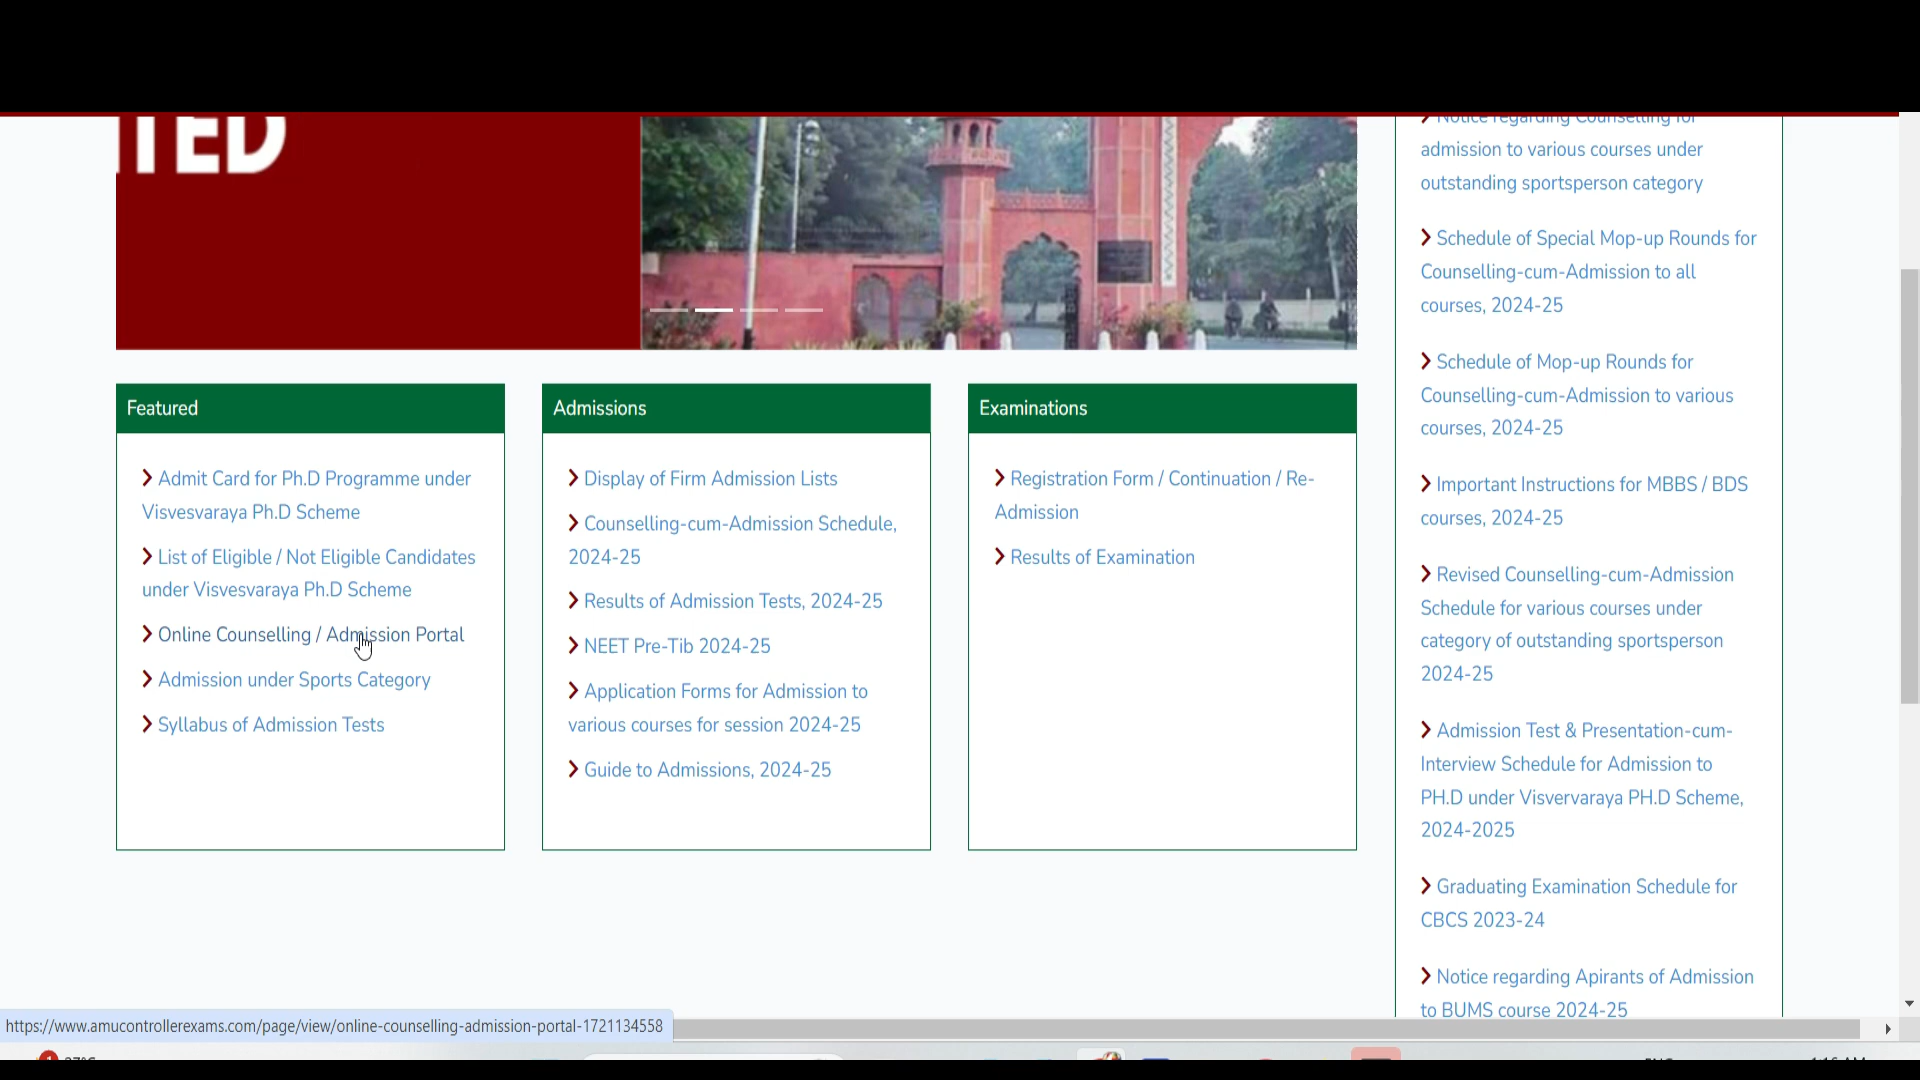 ITED
Featured
Admit Card for Ph.D Programme under
Visvesvaraya Ph.D Scheme
List of Eligible / Not Eligible Candidates
under Visvesvaraya Ph.D Scheme
Online Counselling / Admission Portal
Admission under Sports Category
Syllabus of Admission Tests
Admissions
Display of Firm Admission Lists
Counselling-cum-Admission Schedule,
2024-25
Results of Admission Tests, 2024-25
NEET Pre-Tib 2024-25
Application Forms for Admission to
various courses for session 2024-25
Guide to Admissions, 2024-25
Examinations
Registration Form / Continuation / Re-
Admission
Results of Examination
Notice regarding Counselling for
admission to various courses under
outstanding sportsperson category
Schedule of Special Mop-up Rounds for
Counselling-cum-Admission to all
courses, 2024-25
Schedule of Mop-up Rounds for
Counselling-cum-Admission to various
courses, 2024-25
Important Instructions for MBBS / BDS
courses, 2024-25
Revised Counselling-cum-Admission
Schedule for various courses under
category of outstanding sportsperson
2024-25
Admission Test & Presentation-cum-
Interview Schedule for Admission to
PH.D under Visvervaraya PH.D Scheme,
2024-2025
Graduating Examination Schedule for
CBCS 2023-24
Notice regarding Apirants of Admission
to BUMS course 2024-25
https://www.amucontrollerexams.com/page/view/online-counselling-admission-portal-1721134558